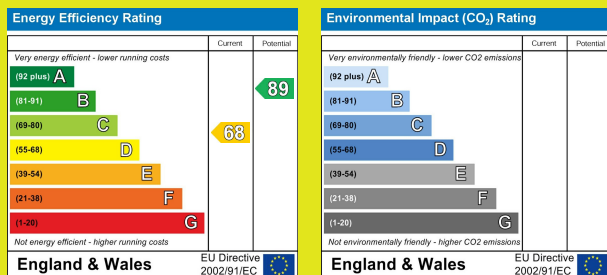 Energy Efficiency Rating
Current Potential
Very energy efficient - lower running costs
(92 plus) A
(81-91) B
(69-80) C
(55-68) D
(39-54) E
(21-38) F
(1-20) G
68
89
Not energy efficient - higher running costs
England & Wales
EU Directive
2002/91/EC
Environmental Impact (CO₂) Rating
Current Potential
Very environmentally friendly - lower CO2 emissions
(92 plus) A
(81-91) B
(69-80) C
(55-68) D
(39-54) E
(21-38) F
(1-20) G
Not environmentally friendly - higher CO2 emissions
England & Wales
EU Directive
2002/91/EC